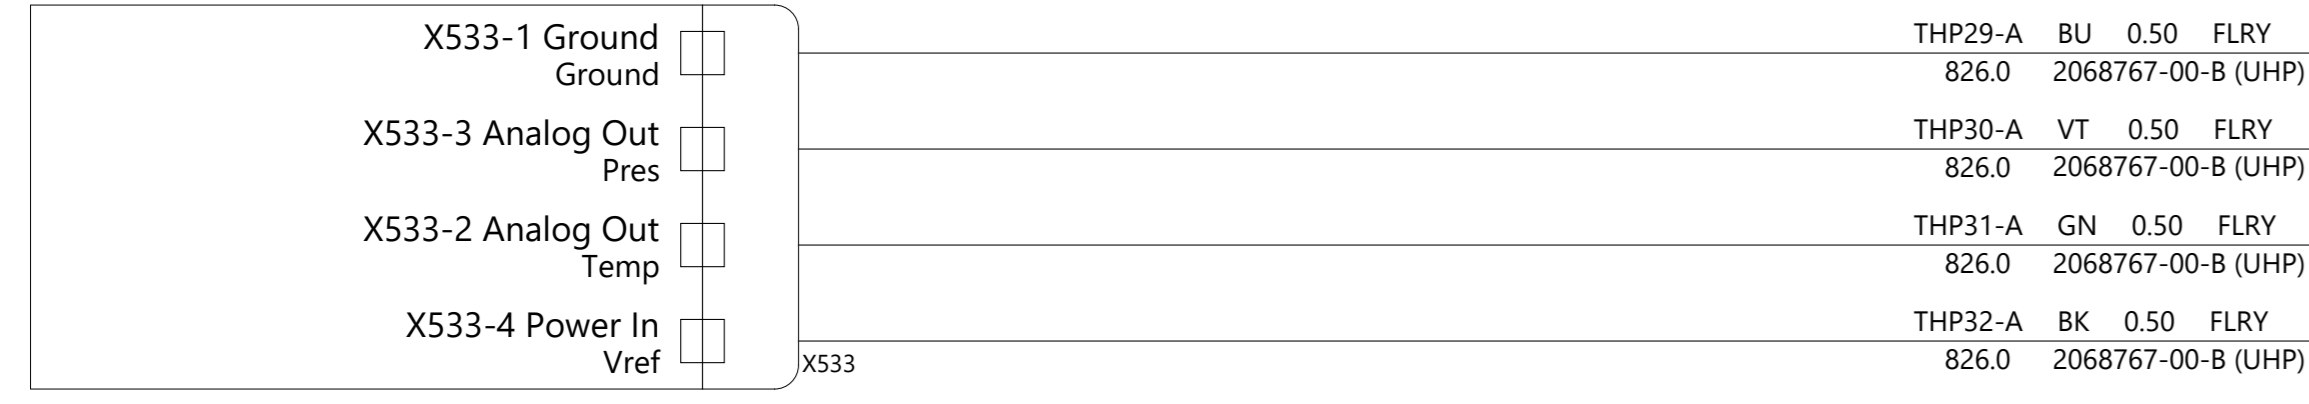 X533-1 Ground THP29-A BU 0.50 FLRY
Ground 826.0 2068767-00-B (UHP)
X533-3 Analog Out THP30-A VT 0.50 FLRY
Pres 826.0 2068767-00-B (UHP)
X533-2 Analog Out THP31-A GN 0.50 FLRY
Temp 826.0 2068767-00-B (UHP)
X533-4 Power In THP32-A BK 0.50 FLRY
Vref X533 826.0 2068767-00-B (UHP)